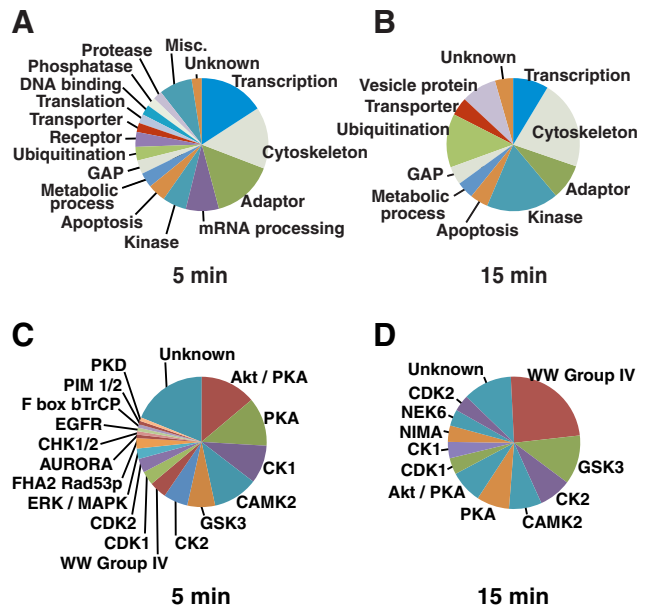 A
Misc.
Protease
Unknown
Phosphatase
Transcription
DNA binding
Translation
Transporter
Receptor
Cytoskeleton
Ubiquitination
GAP
Metabolic
process
Adaptor
Apoptosis
mRNA processing
Kinase
5 min
B
Unknown
Transcription
Vesicle protein
Transporter
Ubiquitination
Cytoskeleton
GAP
Adaptor
Metabolic
process
Kinase
Apoptosis
15 min
C
Unknown
PKD
Akt / PKA
PIM 1/2
F box bTrCP
PKA
EGFR
CHK1/2
AURORA
CK1
FHA2 Rad53p
ERK / MAPK
CAMK2
CDK2
GSK3
CDK1
CK2
WW Group IV
5 min
D
Unknown
WW Group IV
CDK2
NEK6
NIMA
CK1
CDK1
GSK3
Akt / PKA
CK2
PKA
CAMK2
15 min